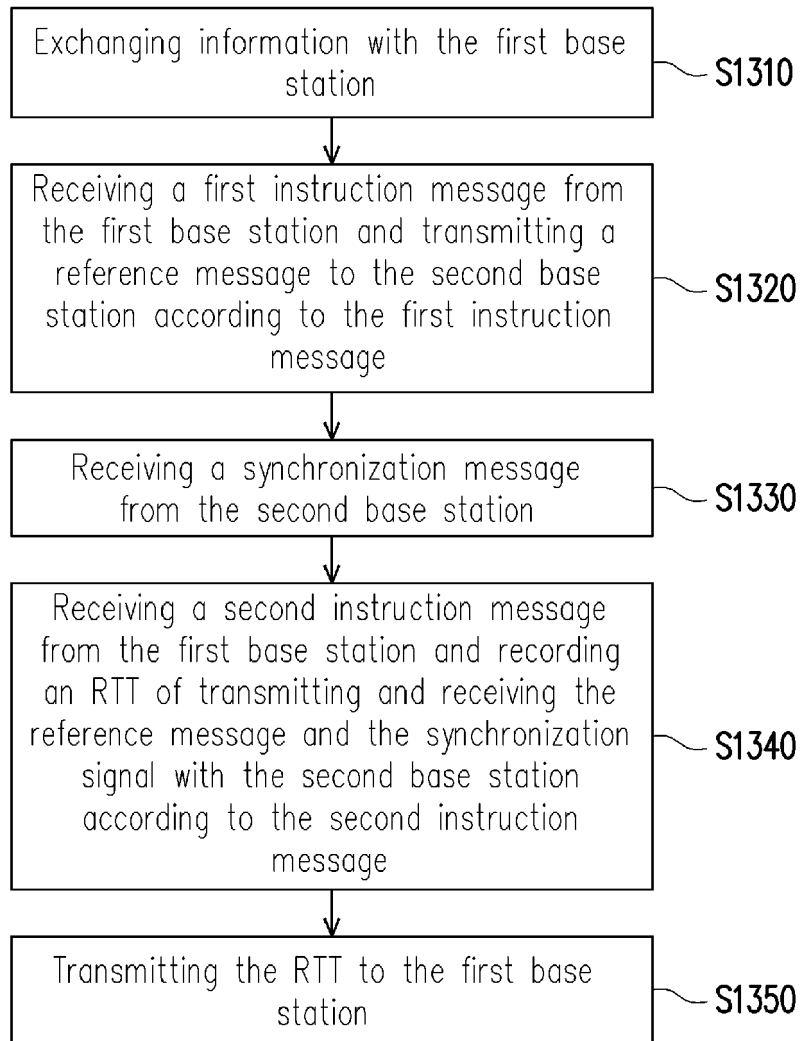 Exchanging information with the first base
station
S1310
Receiving a first instruction message from
the first base station and transmitting a
reference message to the second base
station according to the first instruction
message
S1320
Receiving a synchronization message
from the second base station
S1330
Receiving a second instruction message
from the first base station and recording
an RTT of transmitting and receiving the
reference message and the synchronization
signal with the second base station
according to the second instruction
message
S1340
Transmitting the RTT to the first base
station
S1350